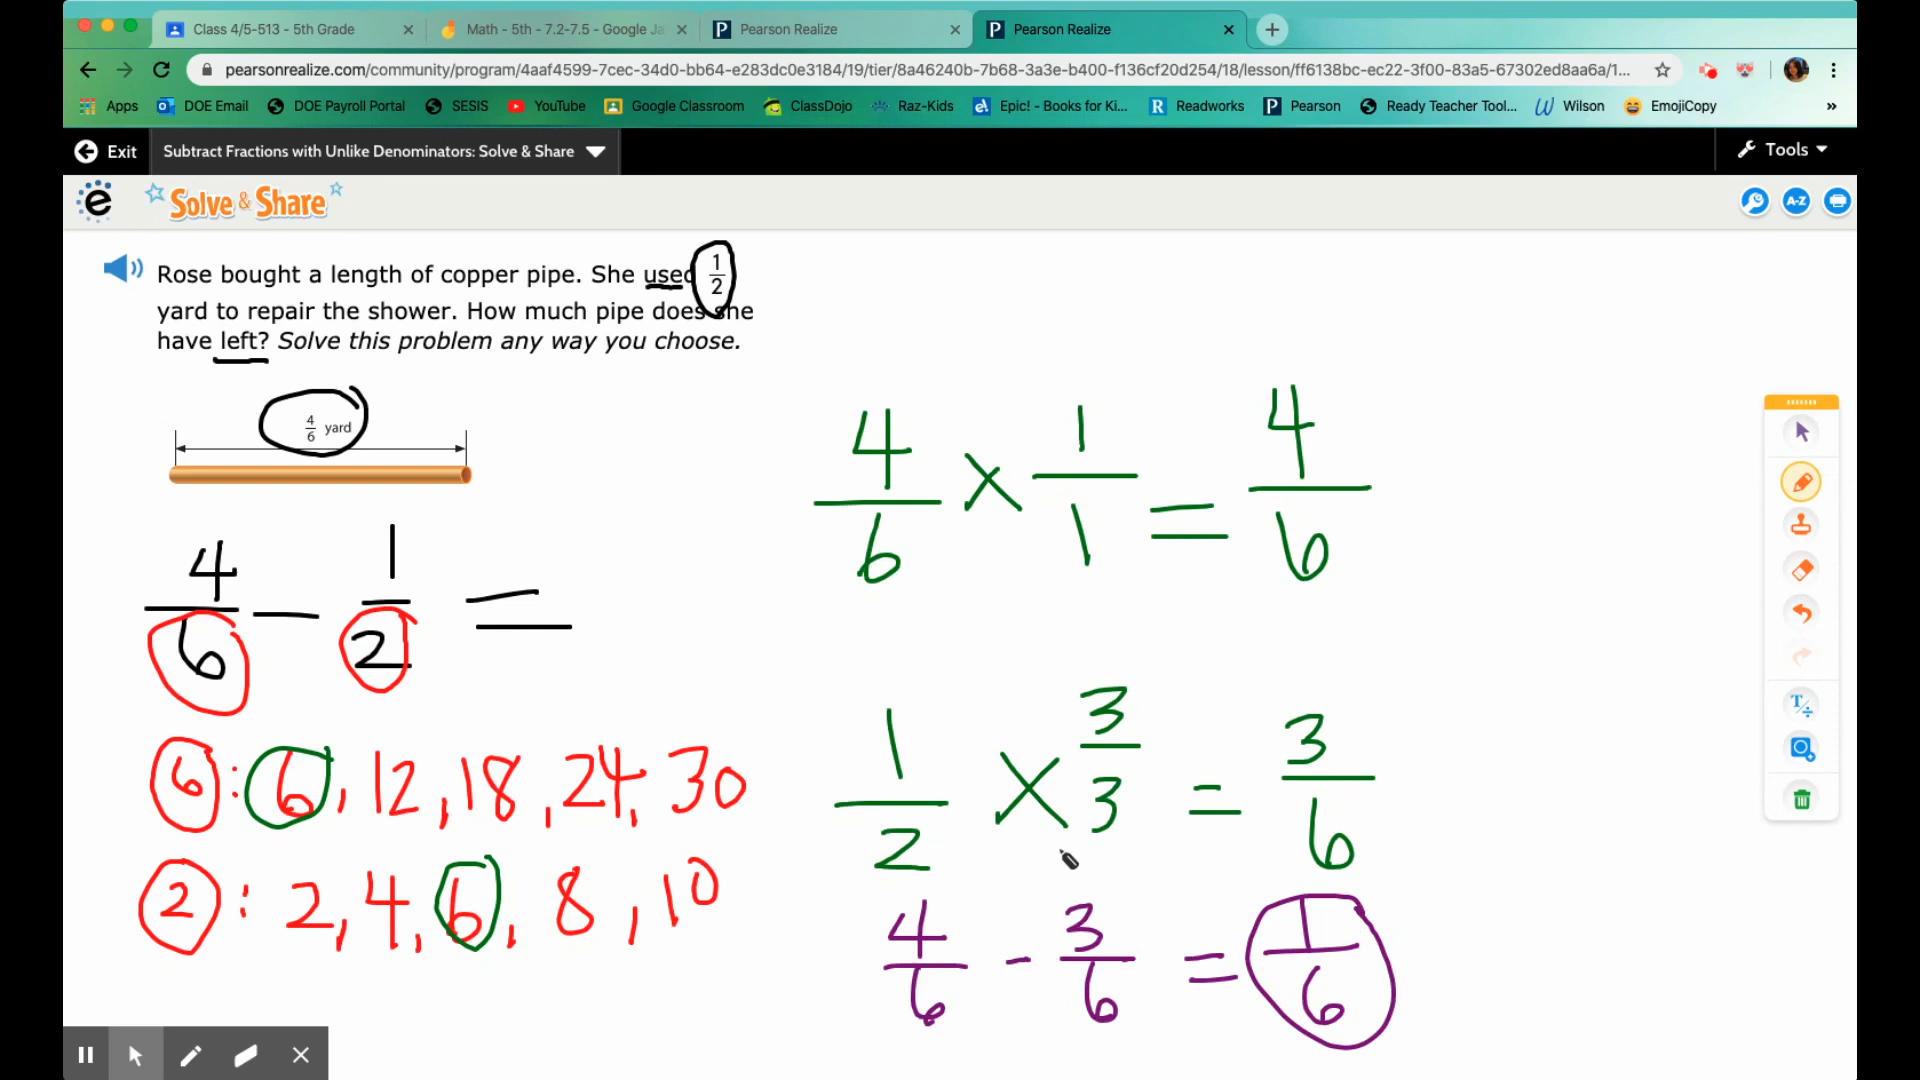 Class 4/5-513 - 5th Grade
Math - 5th - 7.2-7.5 - Google Ja
Pearson Realize
Pearson Realize
pearsonrealize.com/community/program/4aaf4599-7cec-34d0-bb64-e283dc0e3184/19/tier/8a46240b-7b68-3a3e-b400-f136cf20d254/18/lesson/ff6138bc-ec22-3f00-83a5-67302ed8aa6a/1...
Apps DOE Email DOE Payroll Portal SESIS YouTube Google Classroom ClassDojo Raz-Kids Epic! - Books for Ki... Readworks Pearson Ready Teacher Tool... Wilson EmojiCopy »
Exit Subtract Fractions with Unlike Denominators: Solve & Share Tools
e Solve & Share A-Z
Rose bought a length of copper pipe. She used 1/2
yard to repair the shower. How much pipe does she
have left? Solve this problem any way you choose.
4/6 yard
4/6 - 1/2 =
6: 6, 12, 18, 24, 30
2: 2, 4, 6, 8, 10
4/6 x 1/1 = 4/6
1/2 x 3/3 = 3/6
4/6 - 3/6 = 1/6